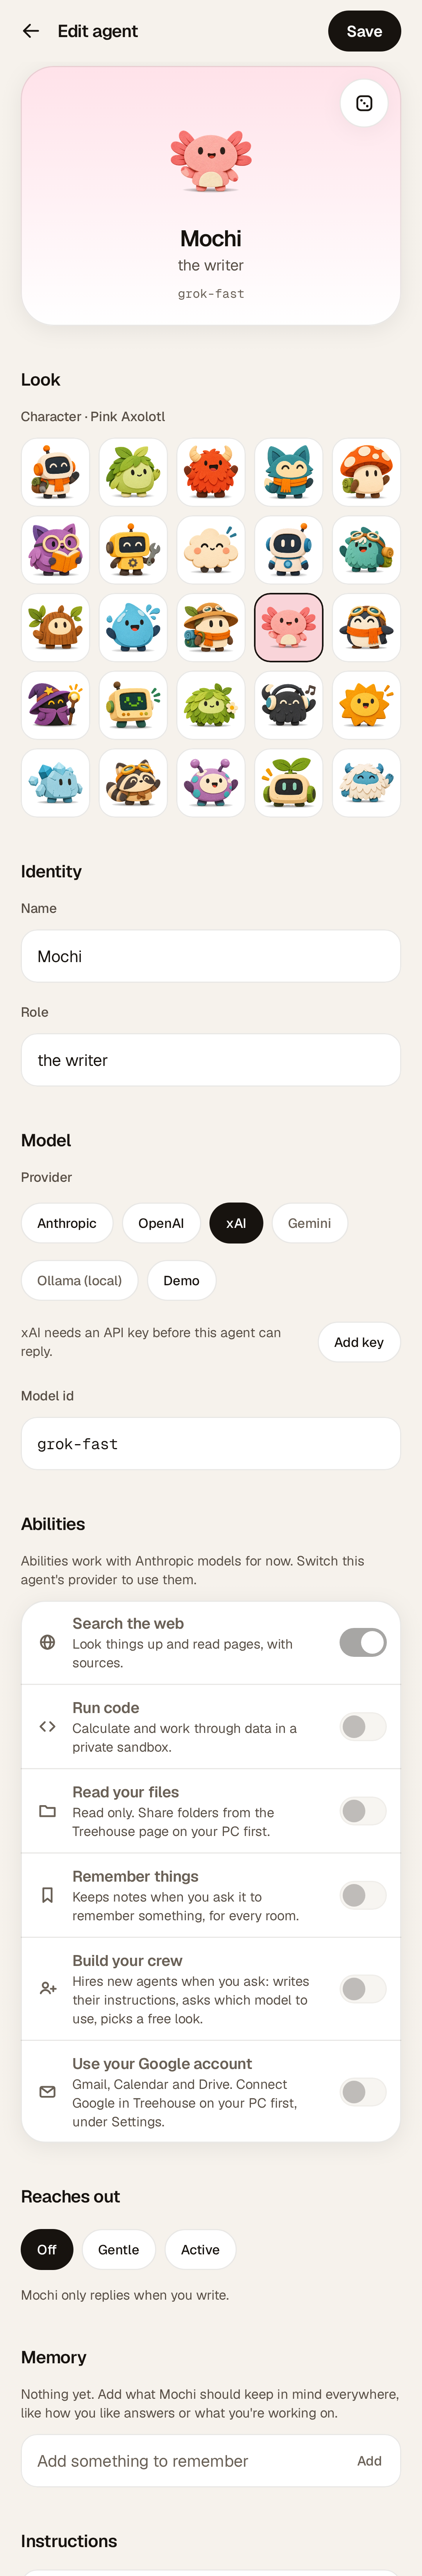 Edit agent
Save
Mochi
the writer
grok-fast
Look
Character · Pink Axolotl
Identity
Name
Mochi
Role
the writer
Model
Provider
Anthropic
OpenAI
xAI
Gemini
Ollama (local)
Demo
xAI needs an API key before this agent can
reply.
Add key
Model id
grok-fast
Abilities
Abilities work with Anthropic models for now. Switch this
agent's provider to use them.
Search the web
Look things up and read pages, with
sources.
Run code
Calculate and work through data in a
private sandbox.
Read your files
Read only. Share folders from the
Treehouse page on your PC first.
Remember things
Keeps notes when you ask it to
remember something, for every room.
Build your crew
Hires new agents when you ask: writes
their instructions, asks which model to
use, picks a free look.
Use your Google account
Gmail, Calendar and Drive. Connect
Google in Treehouse on your PC first,
under Settings.
Reaches out
Off
Gentle
Active
Mochi only replies when you write.
Memory
Nothing yet. Add what Mochi should keep in mind everywhere,
like how you like answers or what you're working on.
Add something to remember
Add
Instructions